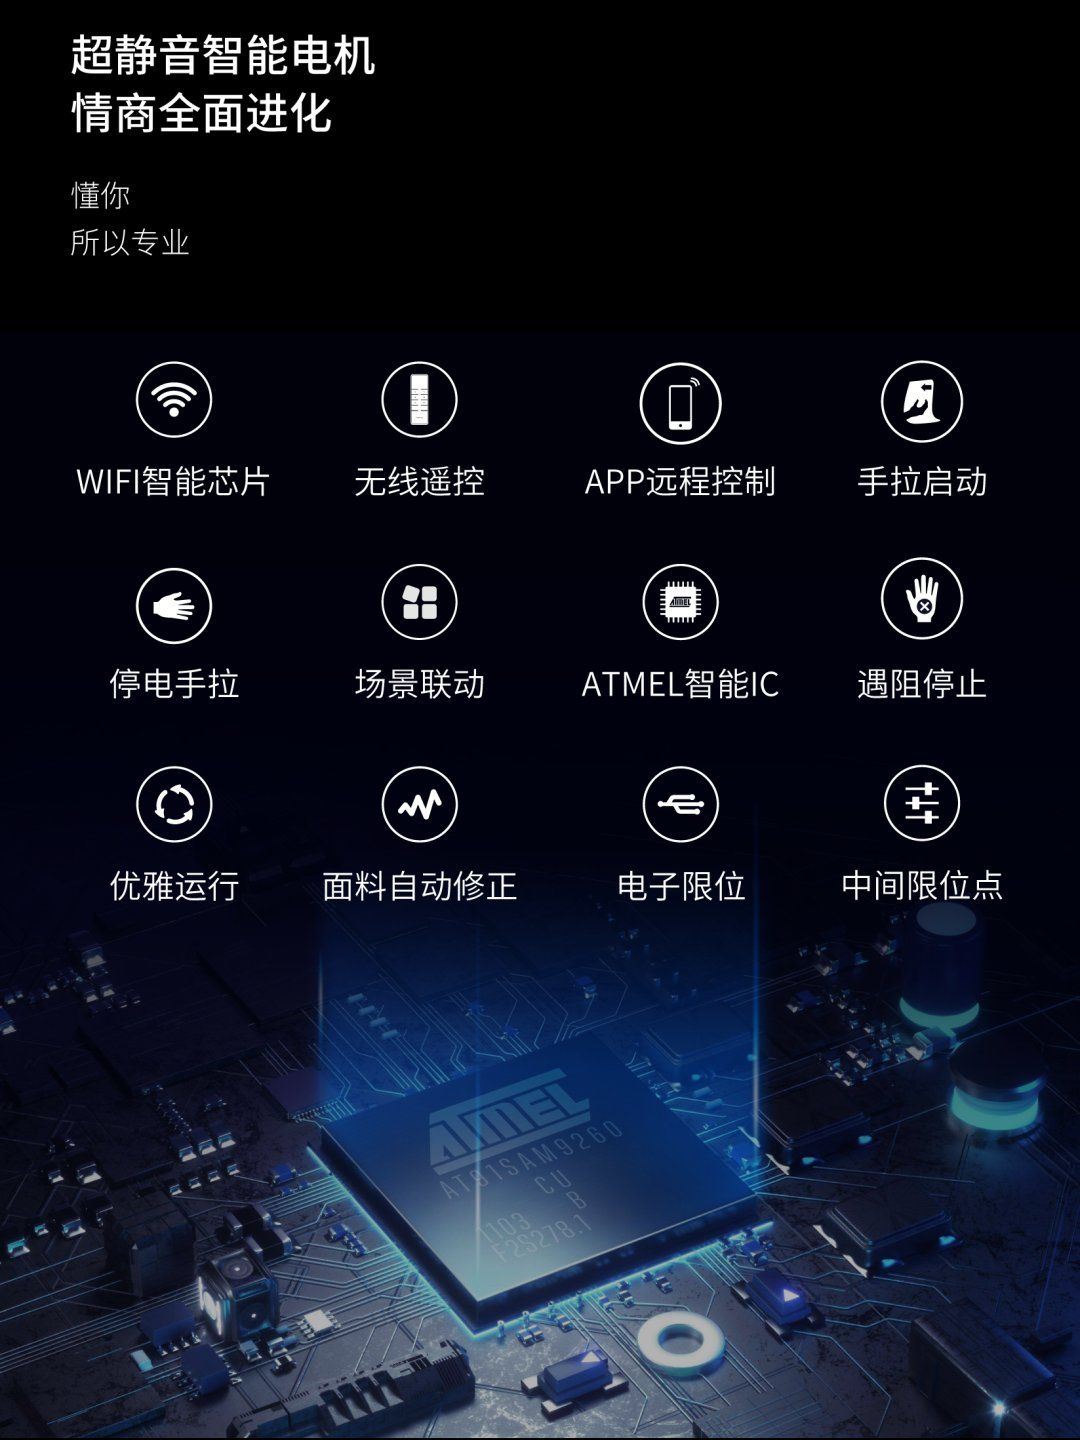 超静音智能电机
情商全面进化
懂你
所以专业
WIFI智能芯片
无线遥控
APP远程控制
手拉启动
停电手拉
场景联动
ATMEL
ATMEL智能IC
遇阻停止
优雅运行
面料自动修正
电子限位
中间限位点
ATMEL
AT91SAM9260
CU
B
1103
F2S278.1